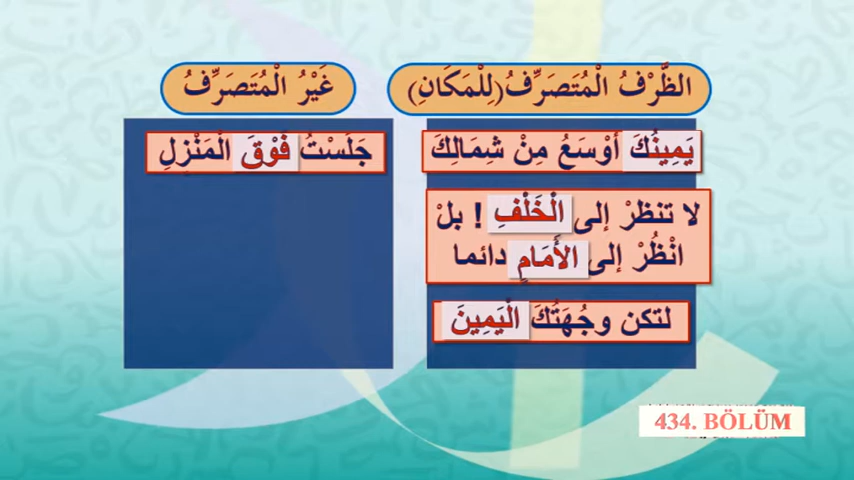 الظَّرْفُ الْمُتَصَرِّفُ(لِلْمَكَانِ)
غَيْرُ الْمُتَصَرِّفُ
يَمِينُكَ أوْسَعُ مِنْ شِمَالِكَ
لا تنظرْ إلى الْخَلْفِ ! بلْ
انْظُرْ إلى الأَمَامٍ دائما
لتكن وجُهَتُكَ الْيَمِينَ
جَلَسْتُ فَوْقَ الْمَنْزِلِ
434. BÖLÜM